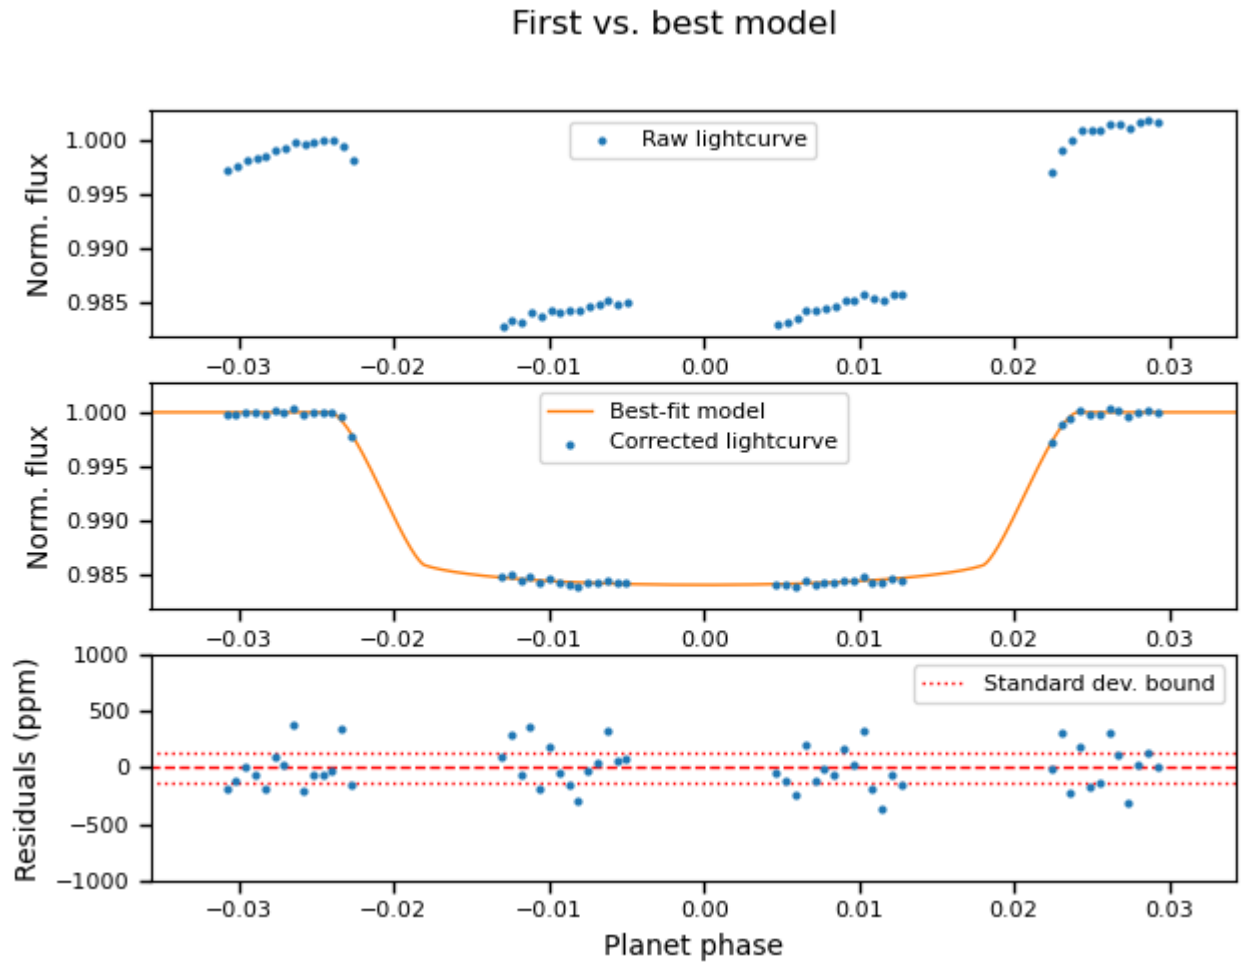 First vs. best model
Norm. flux
1.000
0.995
0.990
0.985
Raw lightcurve
−0.03 −0.02 −0.01 0.00 0.01 0.02 0.03
Norm. flux
1.000
0.995
0.990
0.985
Best-fit model
Corrected lightcurve
−0.03 −0.02 −0.01 0.00 0.01 0.02 0.03
Residuals (ppm)
1000
500
0
−500
−1000
Standard dev. bound
−0.03 −0.02 −0.01 0.00 0.01 0.02 0.03
Planet phase